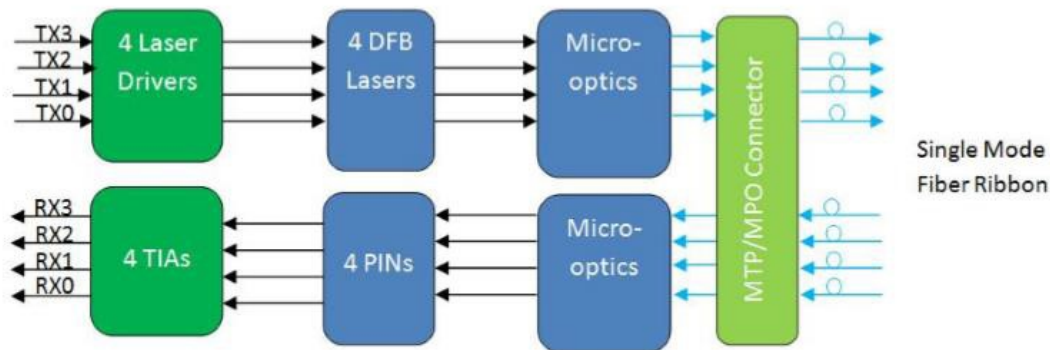 TX3
TX2
TX1
TX0
4 Laser
Drivers
4 DFB
Lasers
Micro-
optics
MTP/MPO Connector
Single Mode
Fiber Ribbon
RX3
RX2
RX1
RX0
4 TIAs
4 PINs
Micro-
optics